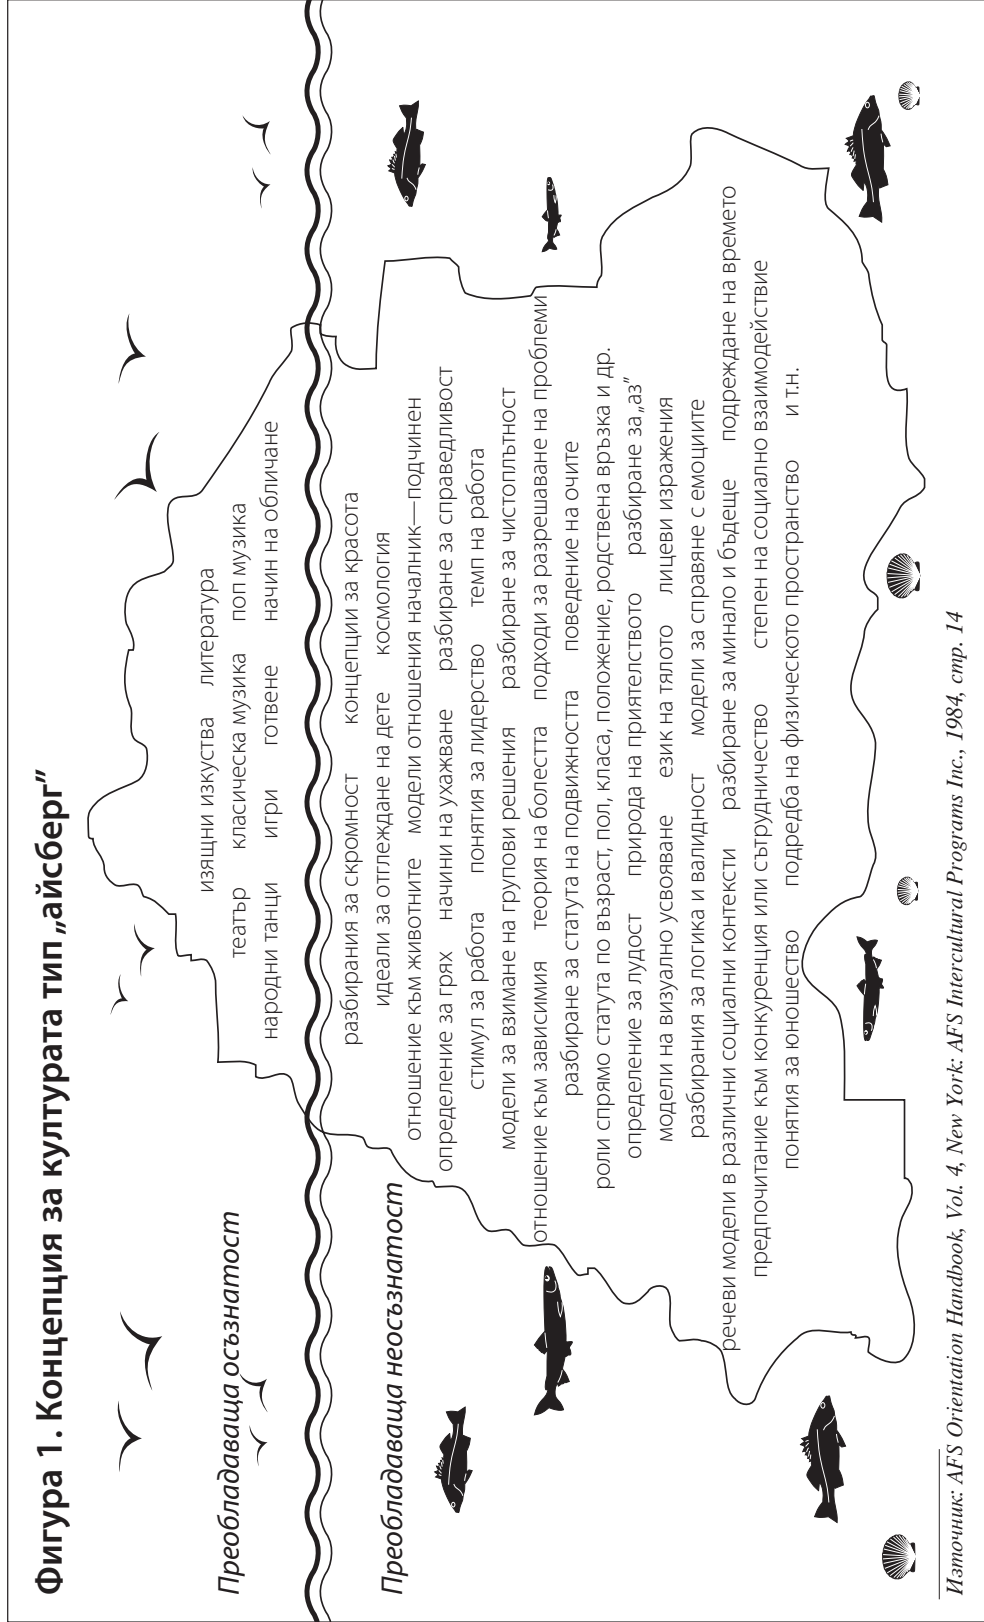 Фигура 1. Концепция за културата тип „айсберг”
изящни изкуства литература
театър класическа музика поп музика
народни танци игри готвене начин на обличане
Преобладаваща осъзнатост
разбирания за скромност концепции за красота
идеали за отглеждане на дете космология
отношение към животните модели отношения началник—подчинен
определение за грях начини на ухажване разбиране за справедливост
стимул за работа понятия за лидерство темп на работа
модели за взимане на групови решения разбиране за чистоплътност
отношение към зависимия теория на болестта подходи за разрешаване на проблеми
разбиране за статута на подвижността поведение на очите
роли спрямо статута по възраст, пол, класа, положение, родствена връзка и др.
определение за лудост природа на приятелството разбиране за „аз”
модели на визуално усвояване език на тялото лицеви изражения
разбирания за логика и валидност модели за справяне с емоциите
речеви модели в различни социални контексти разбиране за минало и бъдеще подреждане на времето
предпочитание към конкуренция или сътрудничество степен на социално взаимодействие
понятия за юношество подредба на физическото пространство и т.н.
Преобладаваща неосъзнатост
Източник: AFS Orientation Handbook, Vol. 4, New York: AFS Intercultural Programs Inc., 1984, стр. 14